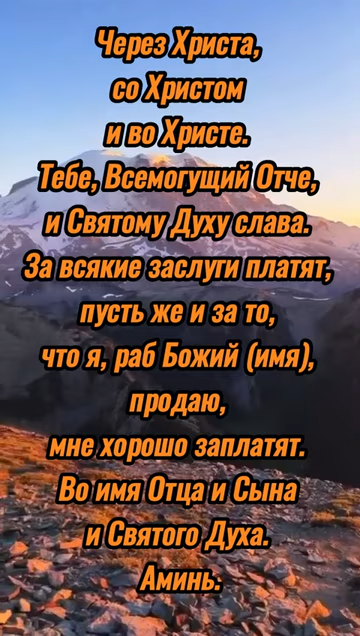 Через Христа,
со Христом
и во Христе.
Тебе, Всемогущий Отче,
и Святому Духу слава.
За всякие заслуги платят,
пусть же и за то,
что я, раб Божий (имя),
продаю,
мне хорошо заплатят.
Во имя Отца и Сына
и Святого Духа.
Аминь.